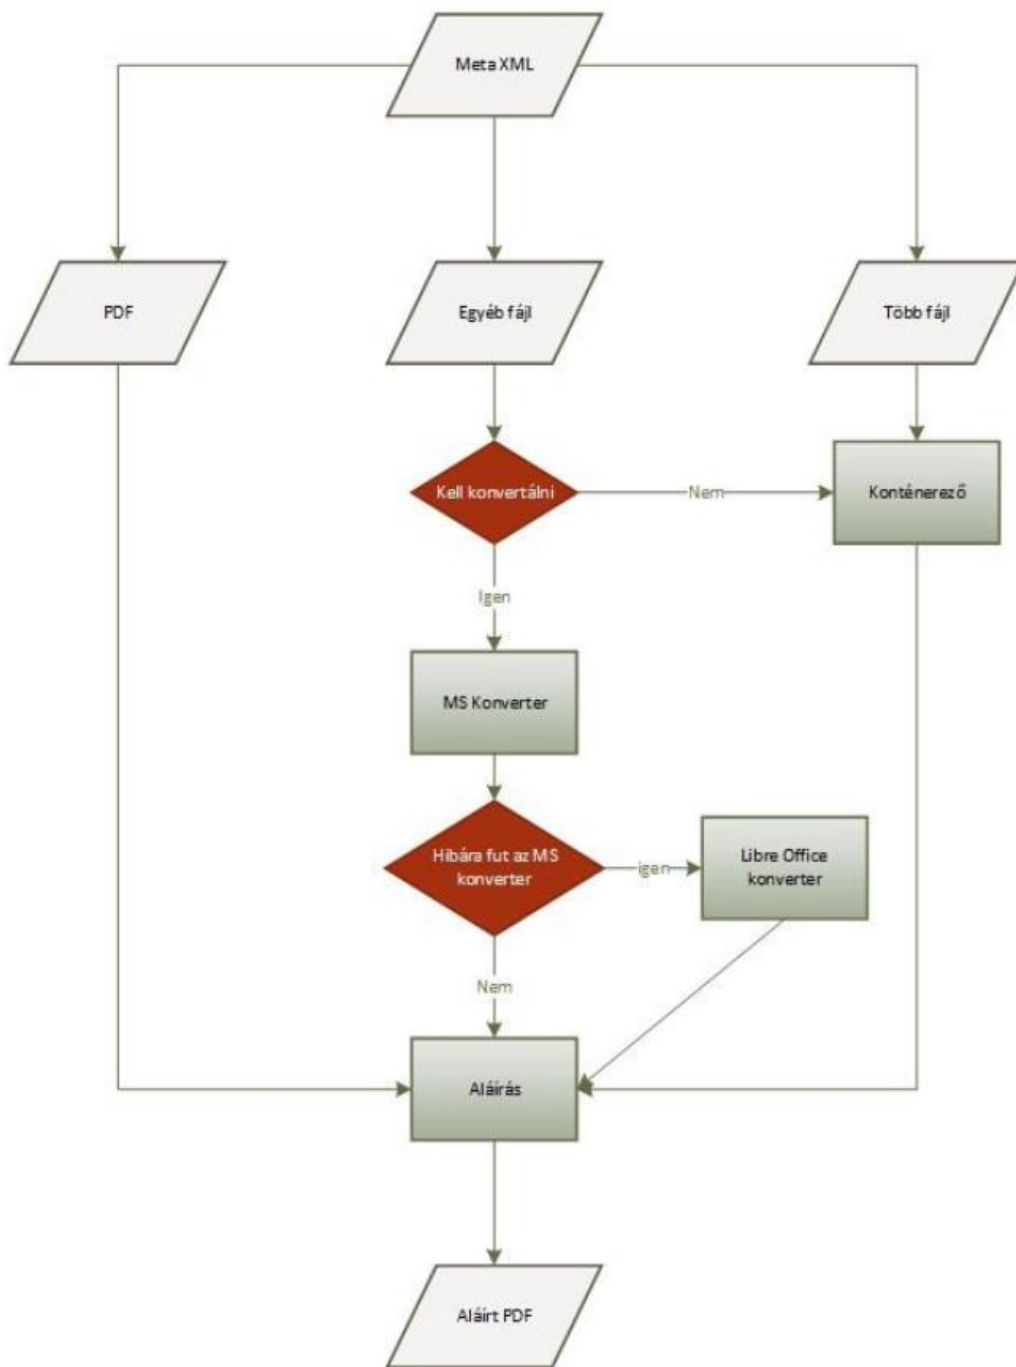 Meta XML
PDF
Egyéb fájl
Több fájl
Kell konvertálni
Nem
Konténerező
Igen
MS Konverter
Hibára fut az MS
konverter
igen
Libre Office
konverter
Nem
Aláírás
Aláírt PDF